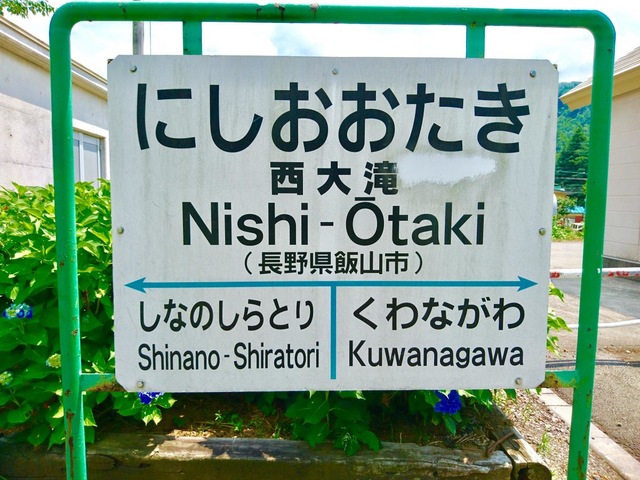 にしおおたき
西大滝
Nishi-Ōtaki
(長野県飯山市)
しなのしらとり くわながわ
Shinano-Shiratori Kuwanagawa